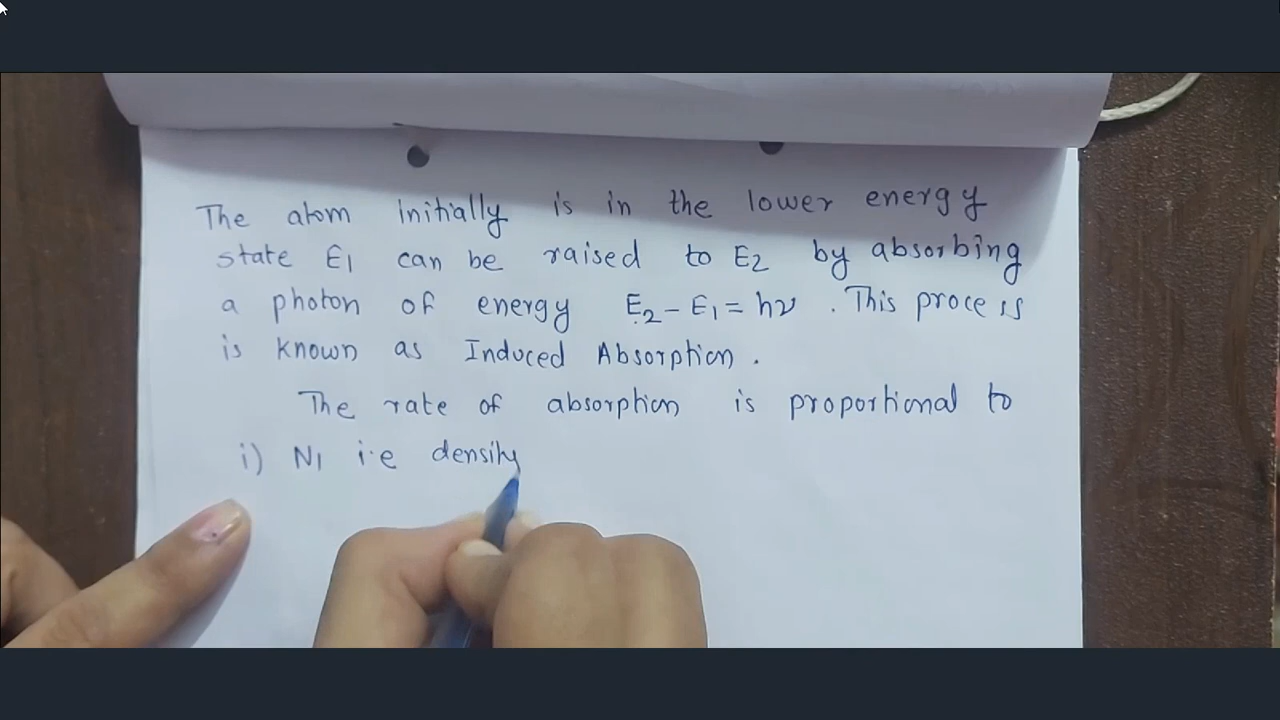 The atom initially is in the lower energy
state E1 can be raised to E2 by absorbing
a photon of energy E2 - E1 = hν . This process
is known as Induced Absorption .
The rate of absorption is proportional to
i) N1 i.e density